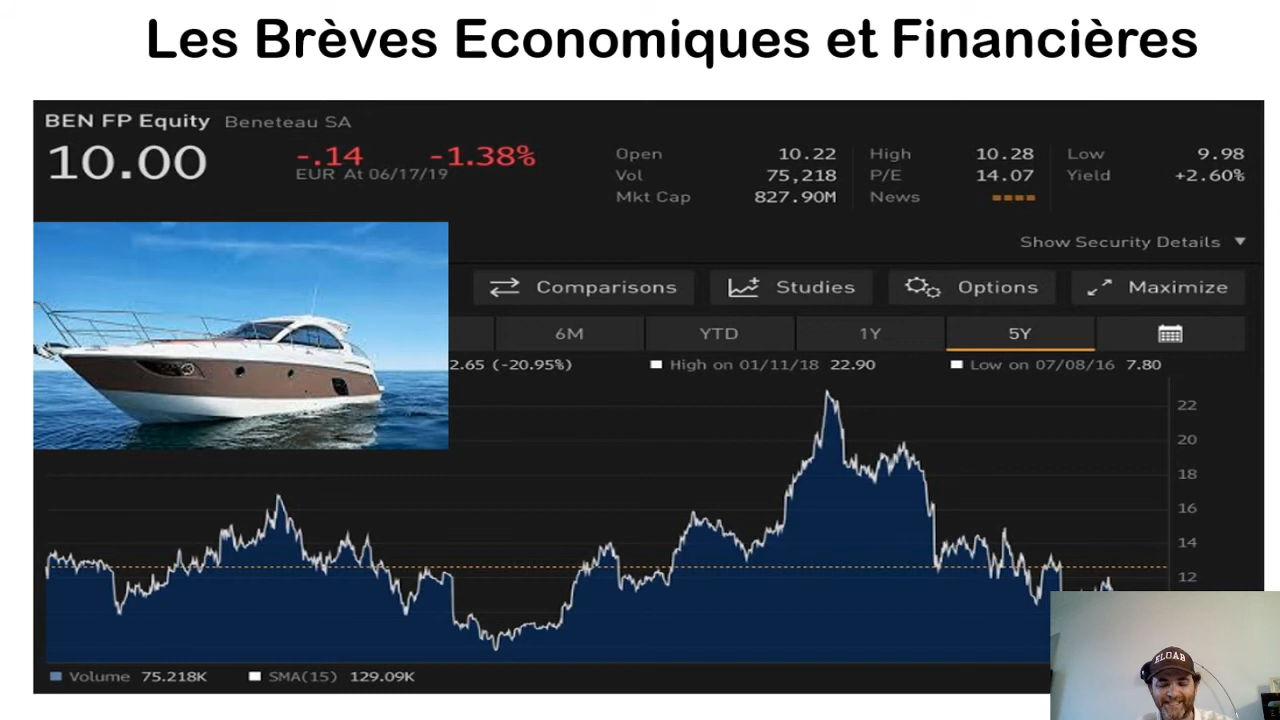 Les Brèves Economiques et Financières
BEN FP Equity Beneteau SA
10.00 -.14 -1.38%
EUR At 06/17/19
Open 10.22 High 10.28 Low 9.98
Vol 75,218 P/E 14.07 Yield +2.60%
Mkt Cap 827.90M News
Show Security Details
Comparisons Studies Options Maximize
6M YTD 1Y 5Y
2.65 (-20.95%) High on 01/11/18 22.90 Low on 07/08/16 7.80
22
20
18
16
14
12
Volume 75.218K SMA(15) 129.09K